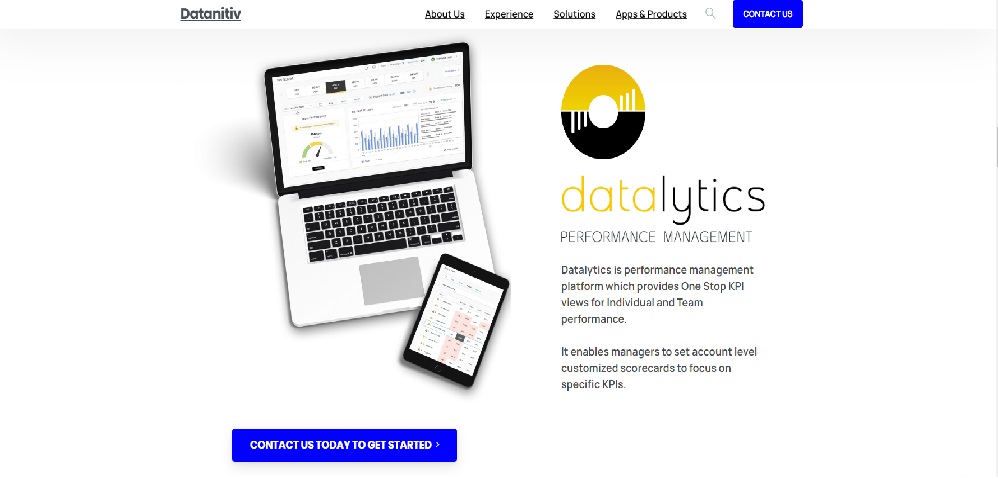 Datanitiv
About Us
Experience
Solutions
Apps & Products
CONTACT US
datalytics
PERFORMANCE MANAGEMENT
Datalytics is performance management
platform which provides One Stop KPI
views for Individual and Team
performance.
It enables managers to set account level
customized scorecards to focus on
specific KPIs.
CONTACT US TODAY TO GET STARTED >